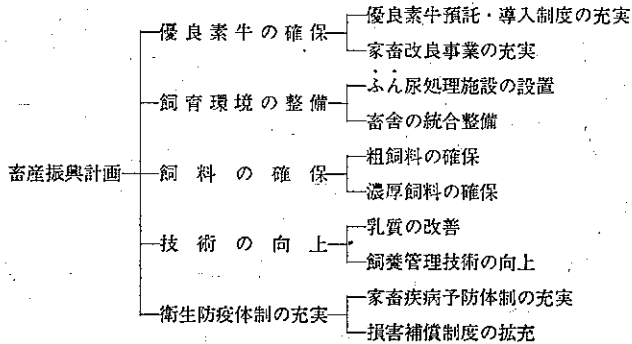 畜産振興計画
優良素牛の確保
優良素牛預託・導入制度の充実
家畜改良事業の充実
飼育環境の整備
ふん尿処理施設の設置
畜舎の統合整備
飼料の確保
粗飼料の確保
濃厚飼料の確保
技術の向上
乳質の改善
飼養管理技術の向上
衛生防疫体制の充実
家畜疾病予防体制の充実
損害補償制度の拡充